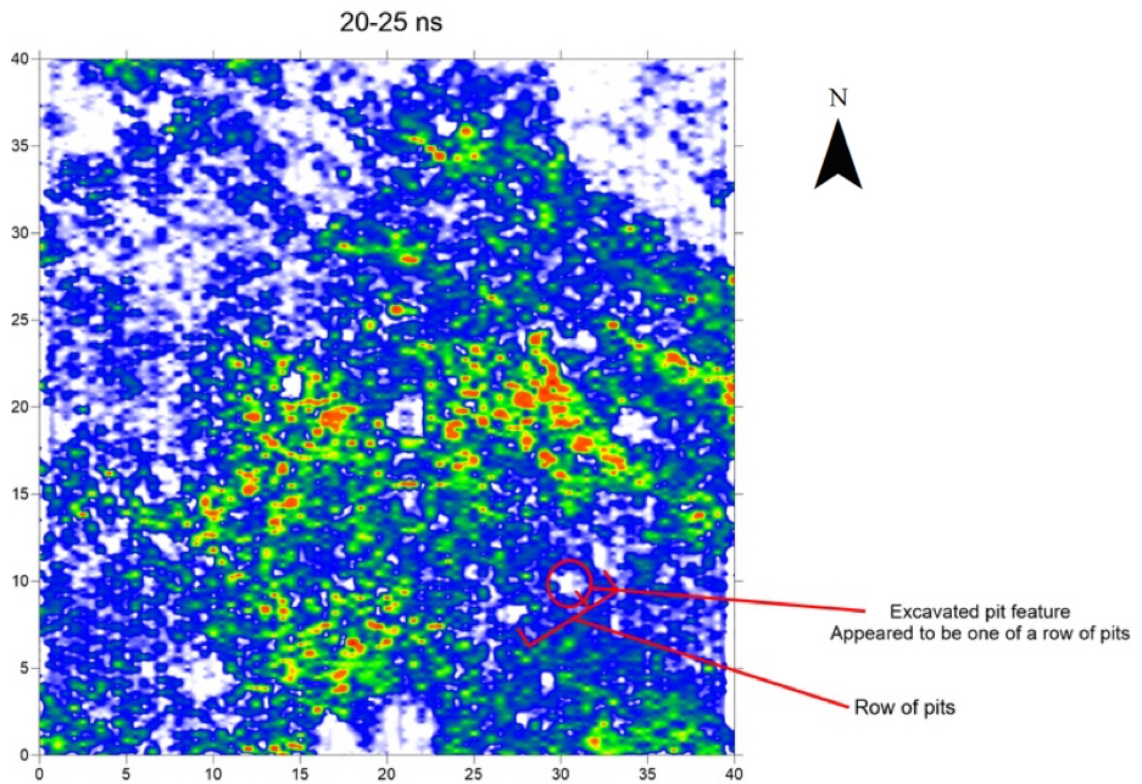 20-25 ns
N
40
35
30
25
20
15
10
5
0
0 5 10 15 20 25 30 35 40
Excavated pit feature
Appeared to be one of a row of pits
Row of pits